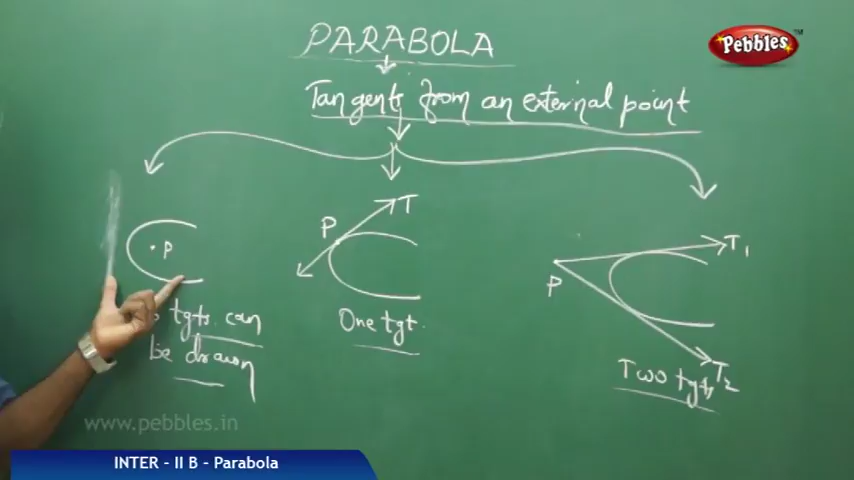 PARABOLA
Pebbles™
Tangents from an external point
P
P
T
P
T1
T2
tgts. can
be drawn
One tgt.
Two tgts
www.pebbles.in
INTER - II B - Parabola